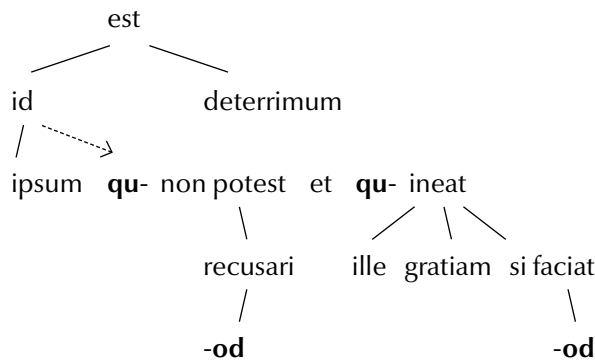 est
id deterrimum
ipsum qu- non potest et qu- ineat
recusari ille gratiam si faciat
-od -od